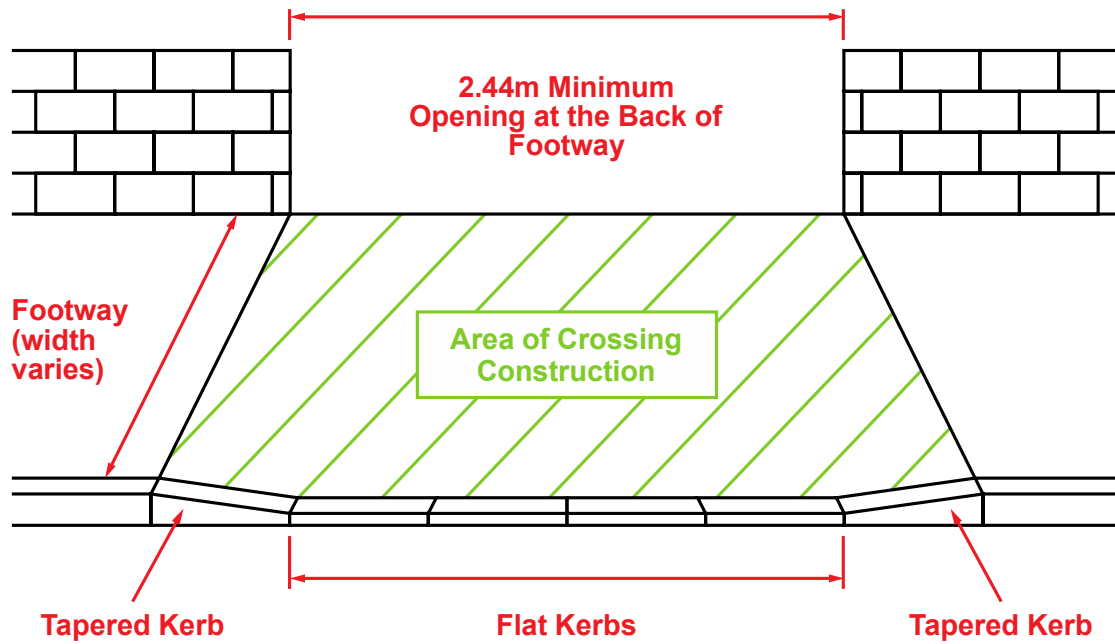 2.44m Minimum
Opening at the Back of
Footway
Footway
(width
varies)
Area of Crossing
Construction
Tapered Kerb
Flat Kerbs
Tapered Kerb